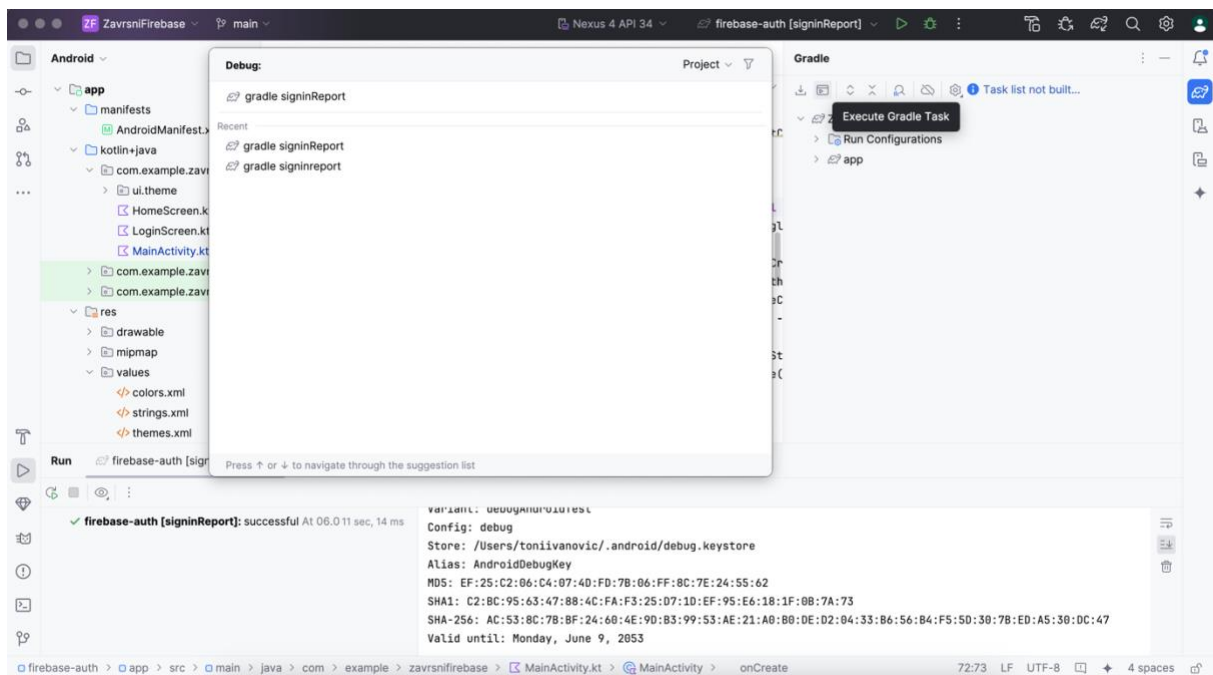 ZF ZavrsniFirebase
main
Nexus 4 API 34
firebase-auth [signinReport]
Android
app
manifests
AndroidManifest.x
kotlin+java
com.example.zavr
ui.theme
HomeScreen.k
LoginScreen.kt
MainActivity.kt
com.example.zavr
com.example.zavr
res
drawable
mipmap
values
colors.xml
strings.xml
themes.xml
Debug:
Project
gradle signinReport
Recent
gradle signinReport
gradle signinreport
Press ↑ or ↓ to navigate through the suggestion list
Gradle
Task list not built...
Execute Gradle Task
Run Configurations
app
Run
firebase-auth [sigr
firebase-auth [signinReport]: successful At 06.0 11 sec, 14 ms
Variant: debugAndroidTest
Config: debug
Store: /Users/toniivanovic/.android/debug.keystore
Alias: AndroidDebugKey
MD5: EF:25:C2:06:C4:07:4D:FD:7B:06:FF:8C:7E:24:55:62
SHA1: C2:BC:95:63:47:88:4C:FA:F3:25:D7:1D:EF:95:E6:18:1F:0B:7A:73
SHA-256: AC:53:8C:7B:BF:24:60:4E:9D:B3:99:53:AE:21:A0:B0:DE:D2:04:33:B6:56:B4:F5:5D:30:7B:ED:A5:30:DC:47
Valid until: Monday, June 9, 2053
firebase-auth > app > src > main > java > com > example > zavrsnifirebase > MainActivity.kt > MainActivity > onCreate
72:73 LF UTF-8 4 spaces